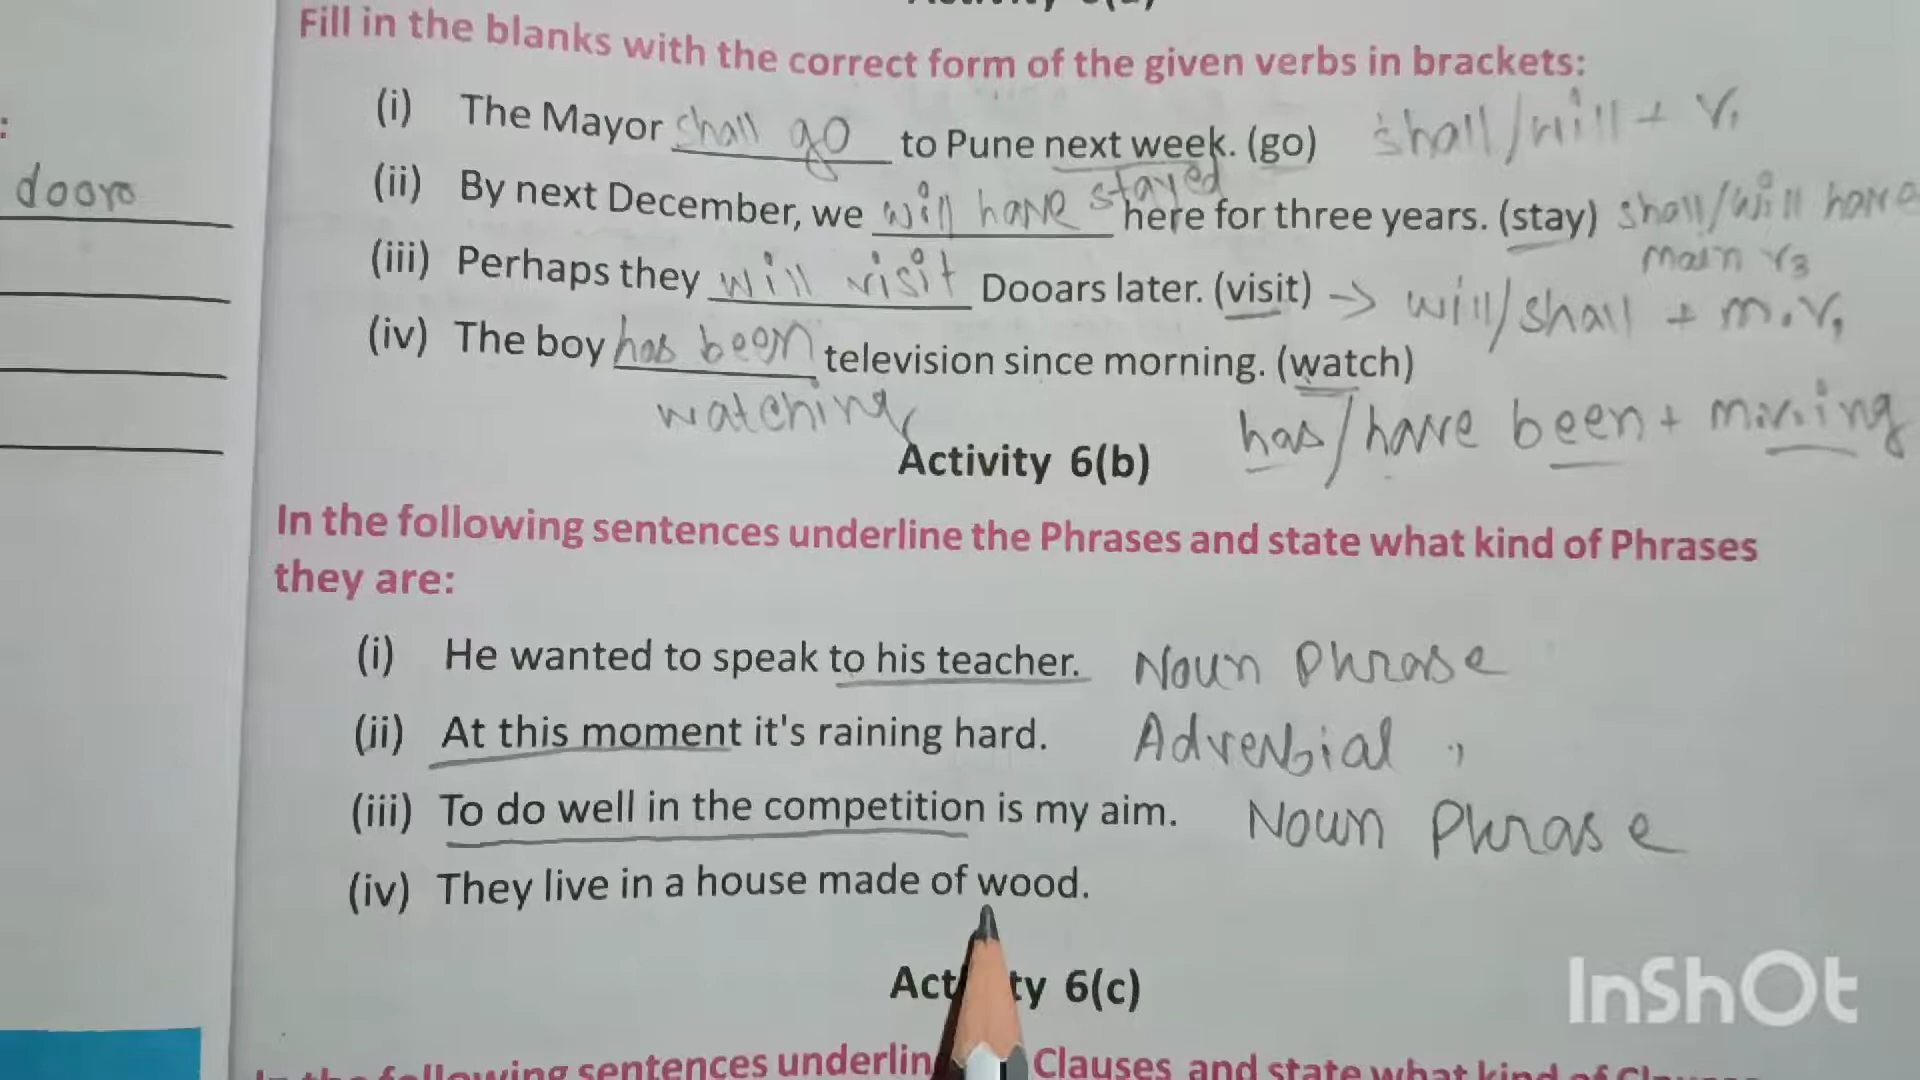 Fill in the blanks with the correct form of the given verbs in brackets:
(i) The Mayor shall go to Pune next week. (go) shall/will + V1
(ii) By next December, we will have stayed here for three years. (stay) shall/will have
main v3
(iii) Perhaps they will visit Dooars later. (visit) → will/shall + m.v1
(iv) The boy has been television since morning. (watch)
watching
has/have been + m.v.ing
dooro
Activity 6(b)
In the following sentences underline the Phrases and state what kind of Phrases
they are:
(i) He wanted to speak to his teacher. Noun Phrase
(ii) At this moment it's raining hard. Adverbial "
(iii) To do well in the competition is my aim. Noun Phrase
(iv) They live in a house made of wood.
6(c)
following sentences Clauses and state what kind of
InShOt